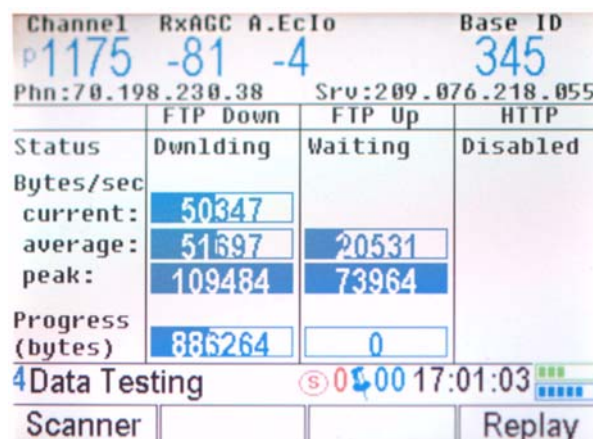 Channel RxAGC A.EcIo Base ID
P1175 -81 -4 345
Phn:70.198.230.38 Srv:209.076.218.055
FTP Down FTP Up HTTP
Status Dwnlding Waiting Disabled
Bytes/sec
current: 50347
average: 51697 20531
peak: 109484 73964
Progress
(bytes) 886264 0
4 Data Testing S 0 00 17:01:03
Scanner Replay